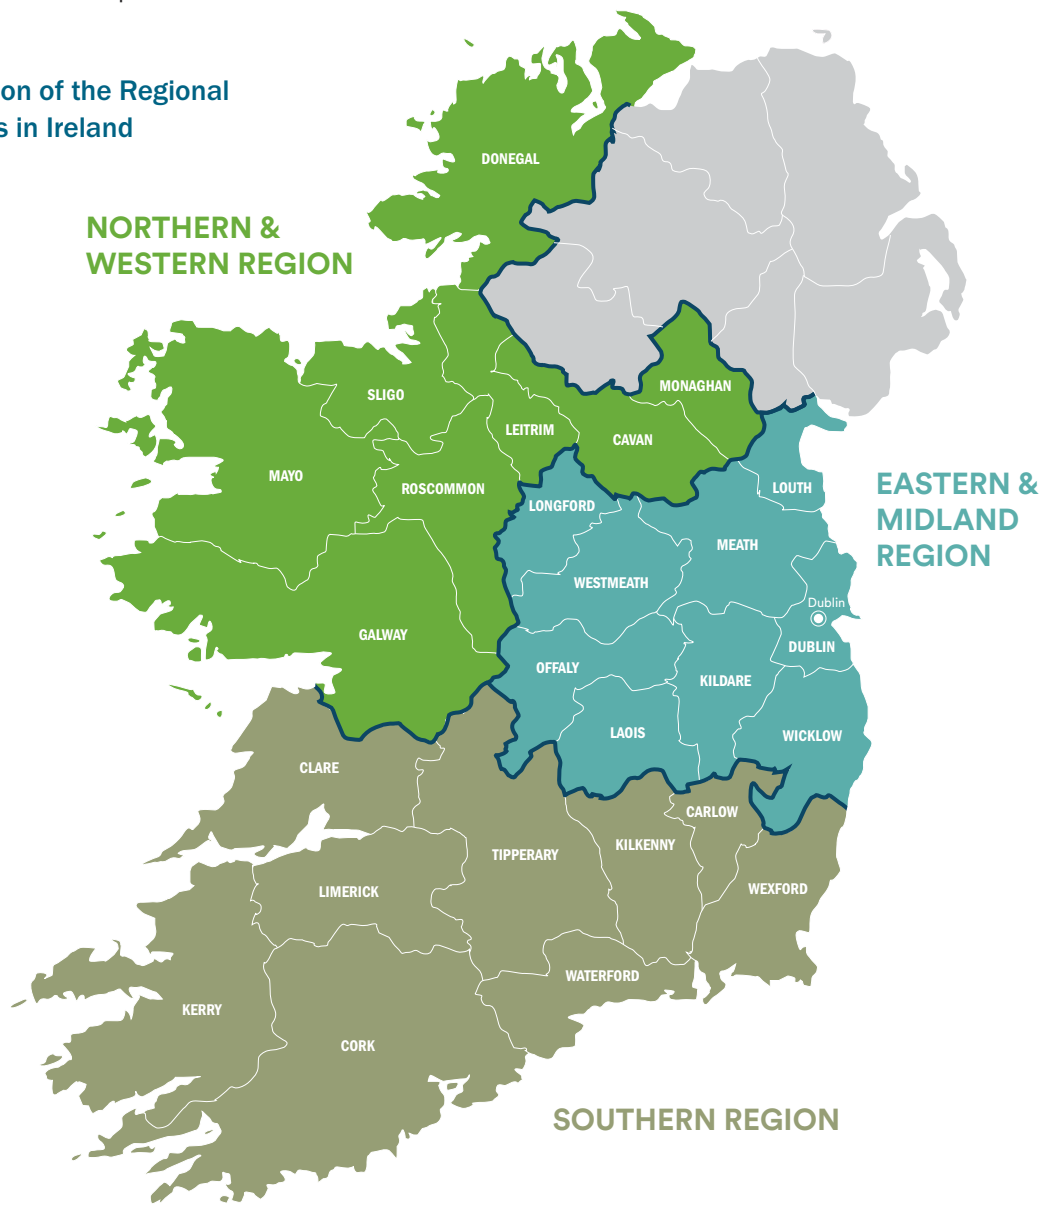 on of the Regional
s in Ireland
DONEGAL
NORTHERN &
WESTERN REGION
MONAGHAN
SLIGO
LEITRIM
CAVAN
MAYO
ROSCOMMON
LOUTH
EASTERN &
MIDLAND
REGION
LONGFORD
MEATH
WESTMEATH
Dublin
GALWAY
DUBLIN
OFFALY
KILDARE
LAOIS
WICKLOW
CLARE
CARLOW
KILKENNY
TIPPERARY
LIMERICK
WEXFORD
WATERFORD
KERRY
CORK
SOUTHERN REGION